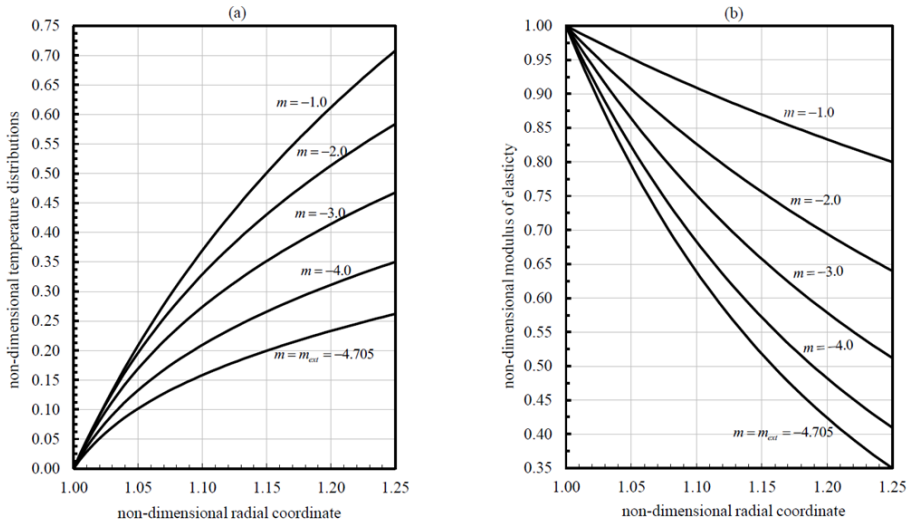 (a)
0.75
0.70
0.65
0.60
0.55
0.50
0.45
0.40
0.35
0.30
0.25
0.20
0.15
0.10
0.05
0.00
non-dimensional temperature distributions
m = −1.0
m = −2.0
m = −3.0
m = −4.0
m = m_est = −4.705
1.00 1.05 1.10 1.15 1.20 1.25
non-dimensional radial coordinate
(b)
1.00
0.95
0.90
0.85
0.80
0.75
0.70
0.65
0.60
0.55
0.50
0.45
0.40
0.35
non-dimensional modulus of elasticty
m = −1.0
m = −2.0
m = −3.0
m = −4.0
m = m_est = −4.705
1.00 1.05 1.10 1.15 1.20 1.25
non-dimensional radial coordinate